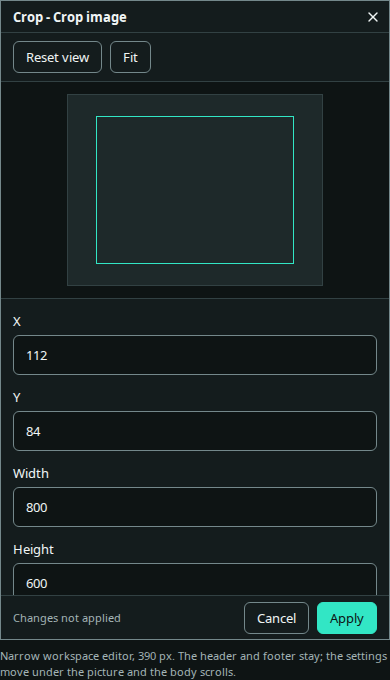 Crop - Crop image
Reset view
Fit
X
112
Y
84
Width
800
Height
600
Changes not applied
Cancel
Apply
Narrow workspace editor, 390 px. The header and footer stay; the settings
move under the picture and the body scrolls.